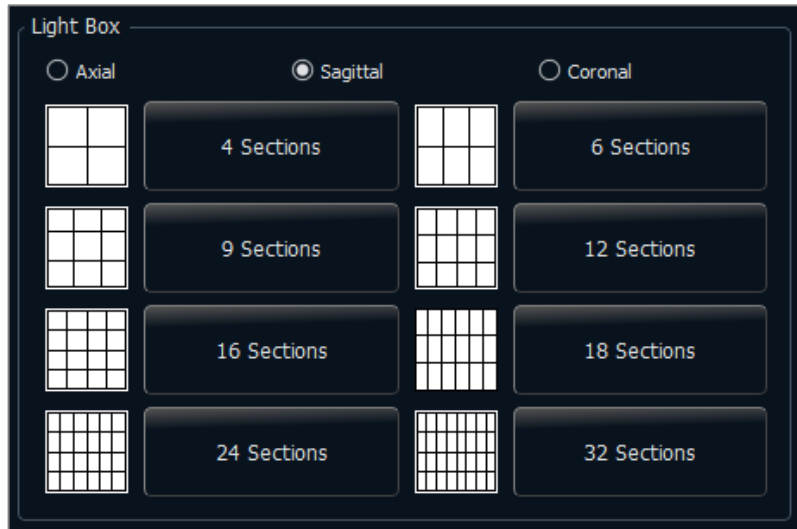 Light Box
Axial Sagittal Coronal
4 Sections 6 Sections
9 Sections 12 Sections
16 Sections 18 Sections
24 Sections 32 Sections